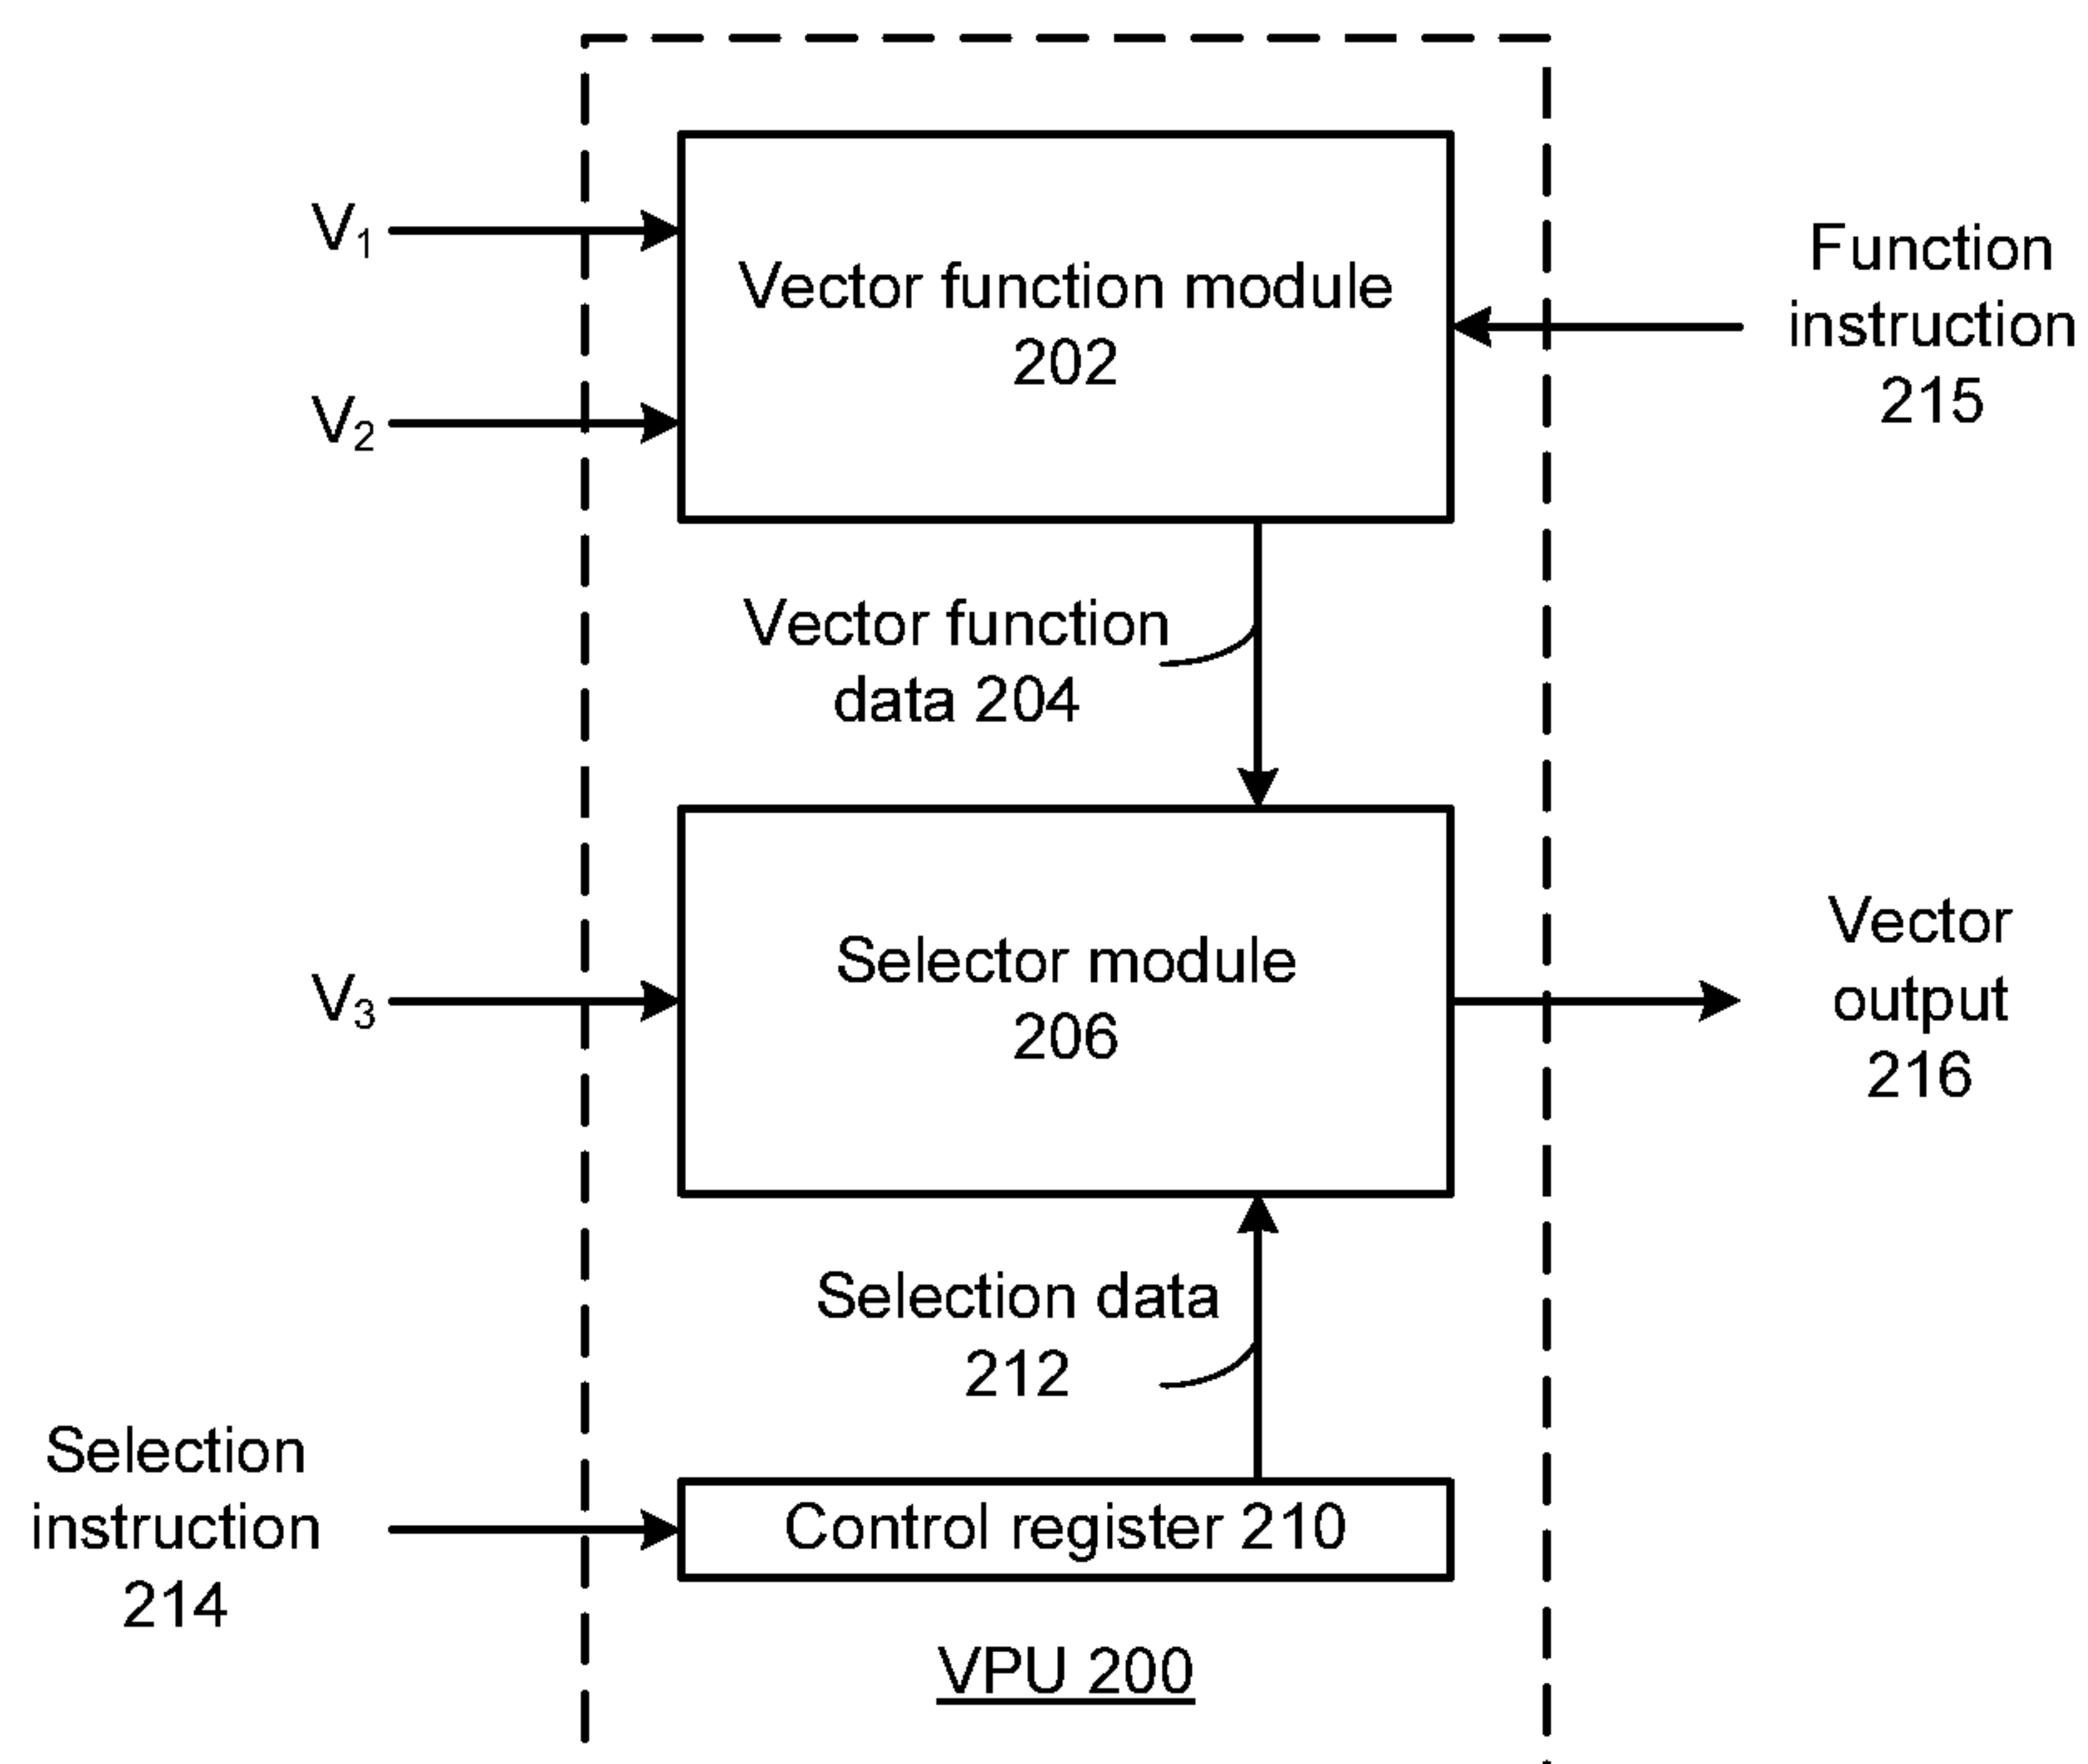 V1
Vector function module
202
Function
instruction
215
V2
Vector function
data 204
V3
Selector module
206
Vector
output
216
Selection data
212
Selection
instruction
214
Control register 210
VPU 200